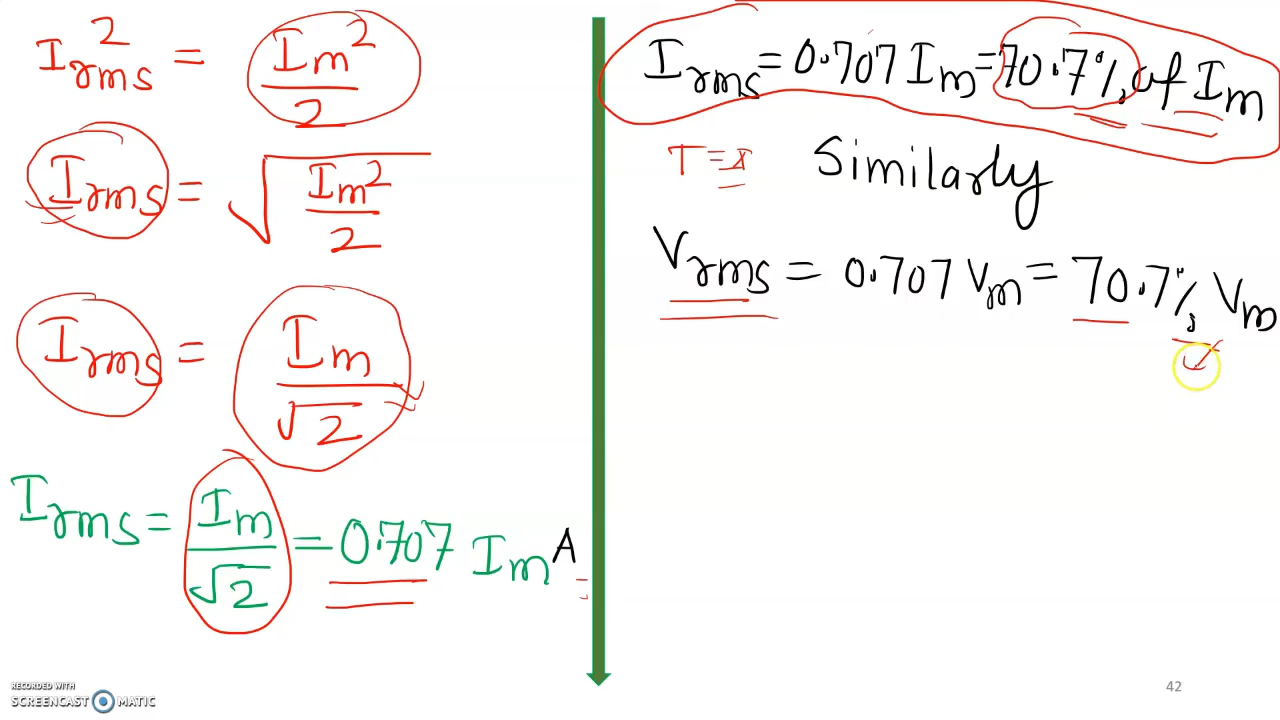 Irms² = Im²/2
Irms = √(Im²/2)
Irms = Im/√2
Irms = Im/√2 = 0.707 Im A
Irms = 0.707 Im = 70.7% of Im
T =
Similarly
Vrms = 0.707 Vm = 70.7% Vm
RECORDED WITH
SCREENCAST MATIC
42